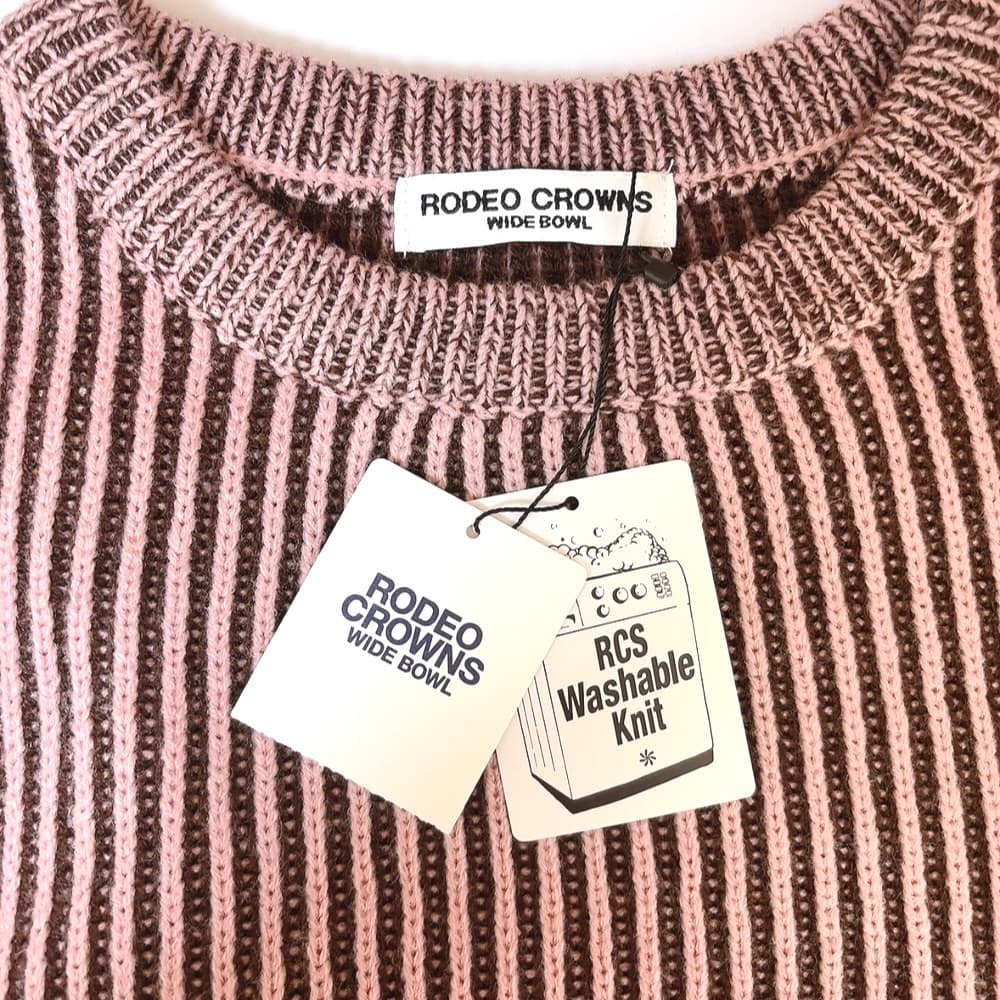 RODEO CROWNS
WIDE BOWL
RODEO
CROWNS
WIDE BOWL
RCS
Washable
Knit
*